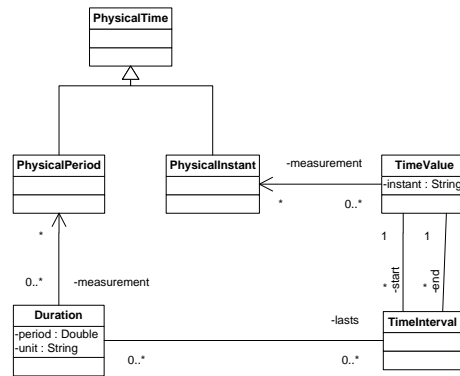 PhysicalTime
PhysicalPeriod
PhysicalInstant
-measurement
TimeValue
-instant : String
* 0..*
* 1 1
-start
-end
0..* -measurement
* *
Duration
-period : Double
-unit : String
-lasts
TimeInterval
0..* 0..*